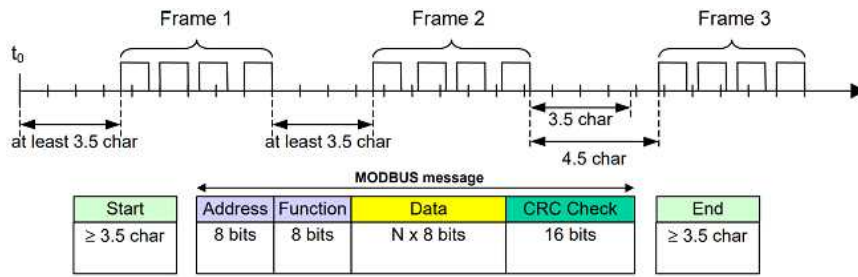 Frame 1 Frame 2 Frame 3
t0
3.5 char
at least 3.5 char at least 3.5 char
4.5 char
MODBUS message
Start Address Function Data CRC Check End
≥ 3.5 char 8 bits 8 bits N x 8 bits 16 bits ≥ 3.5 char